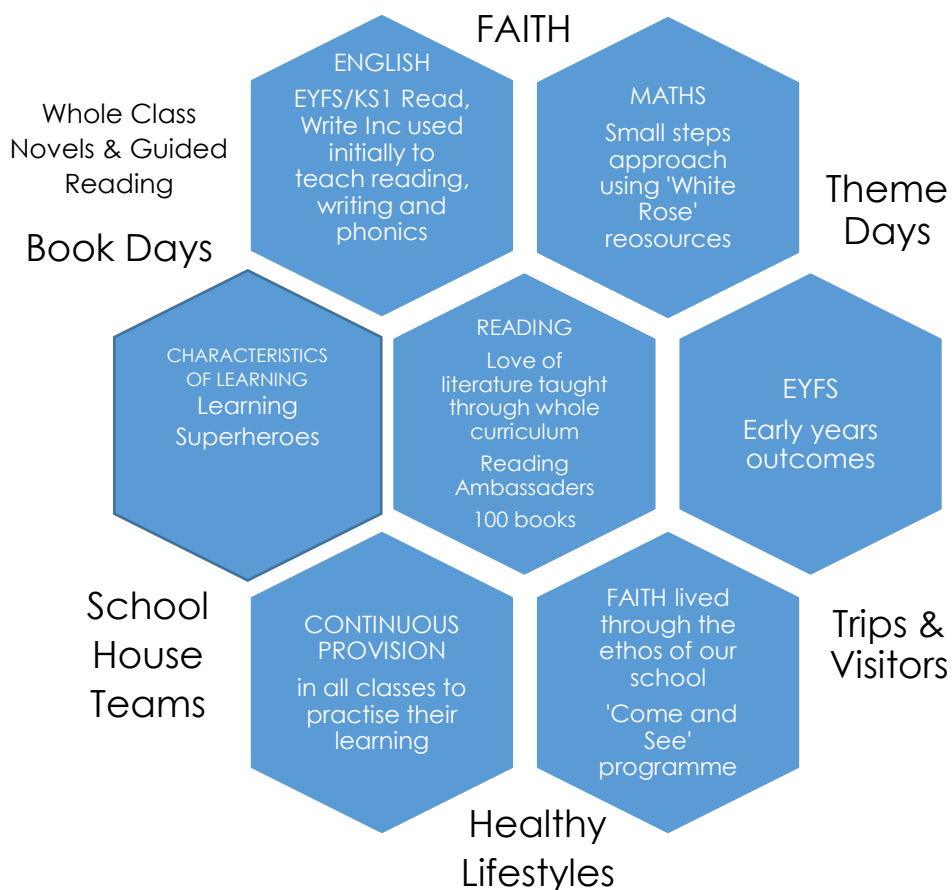 FAITH
ENGLISH
EYFS/KS1 Read,
Write Inc used
initially to
teach reading,
writing and
phonics
MATHS
Small steps
approach
using 'White
Rose'
reosources
Whole Class
Novels & Guided
Reading
Book Days
Theme
Days
CHARACTERISTICS
OF LEARNING
Learning
Superheroes
READING
Love of
literature taught
through whole
curriculum
Reading
Ambassaders
100 books
EYFS
Early years
outcomes
School
House
Teams
CONTINUOUS
PROVISION
in all classes to
practise their
learning
FAITH lived
through the
ethos of our
school
'Come and
See'
programme
Trips &
Visitors
Healthy
Lifestyles